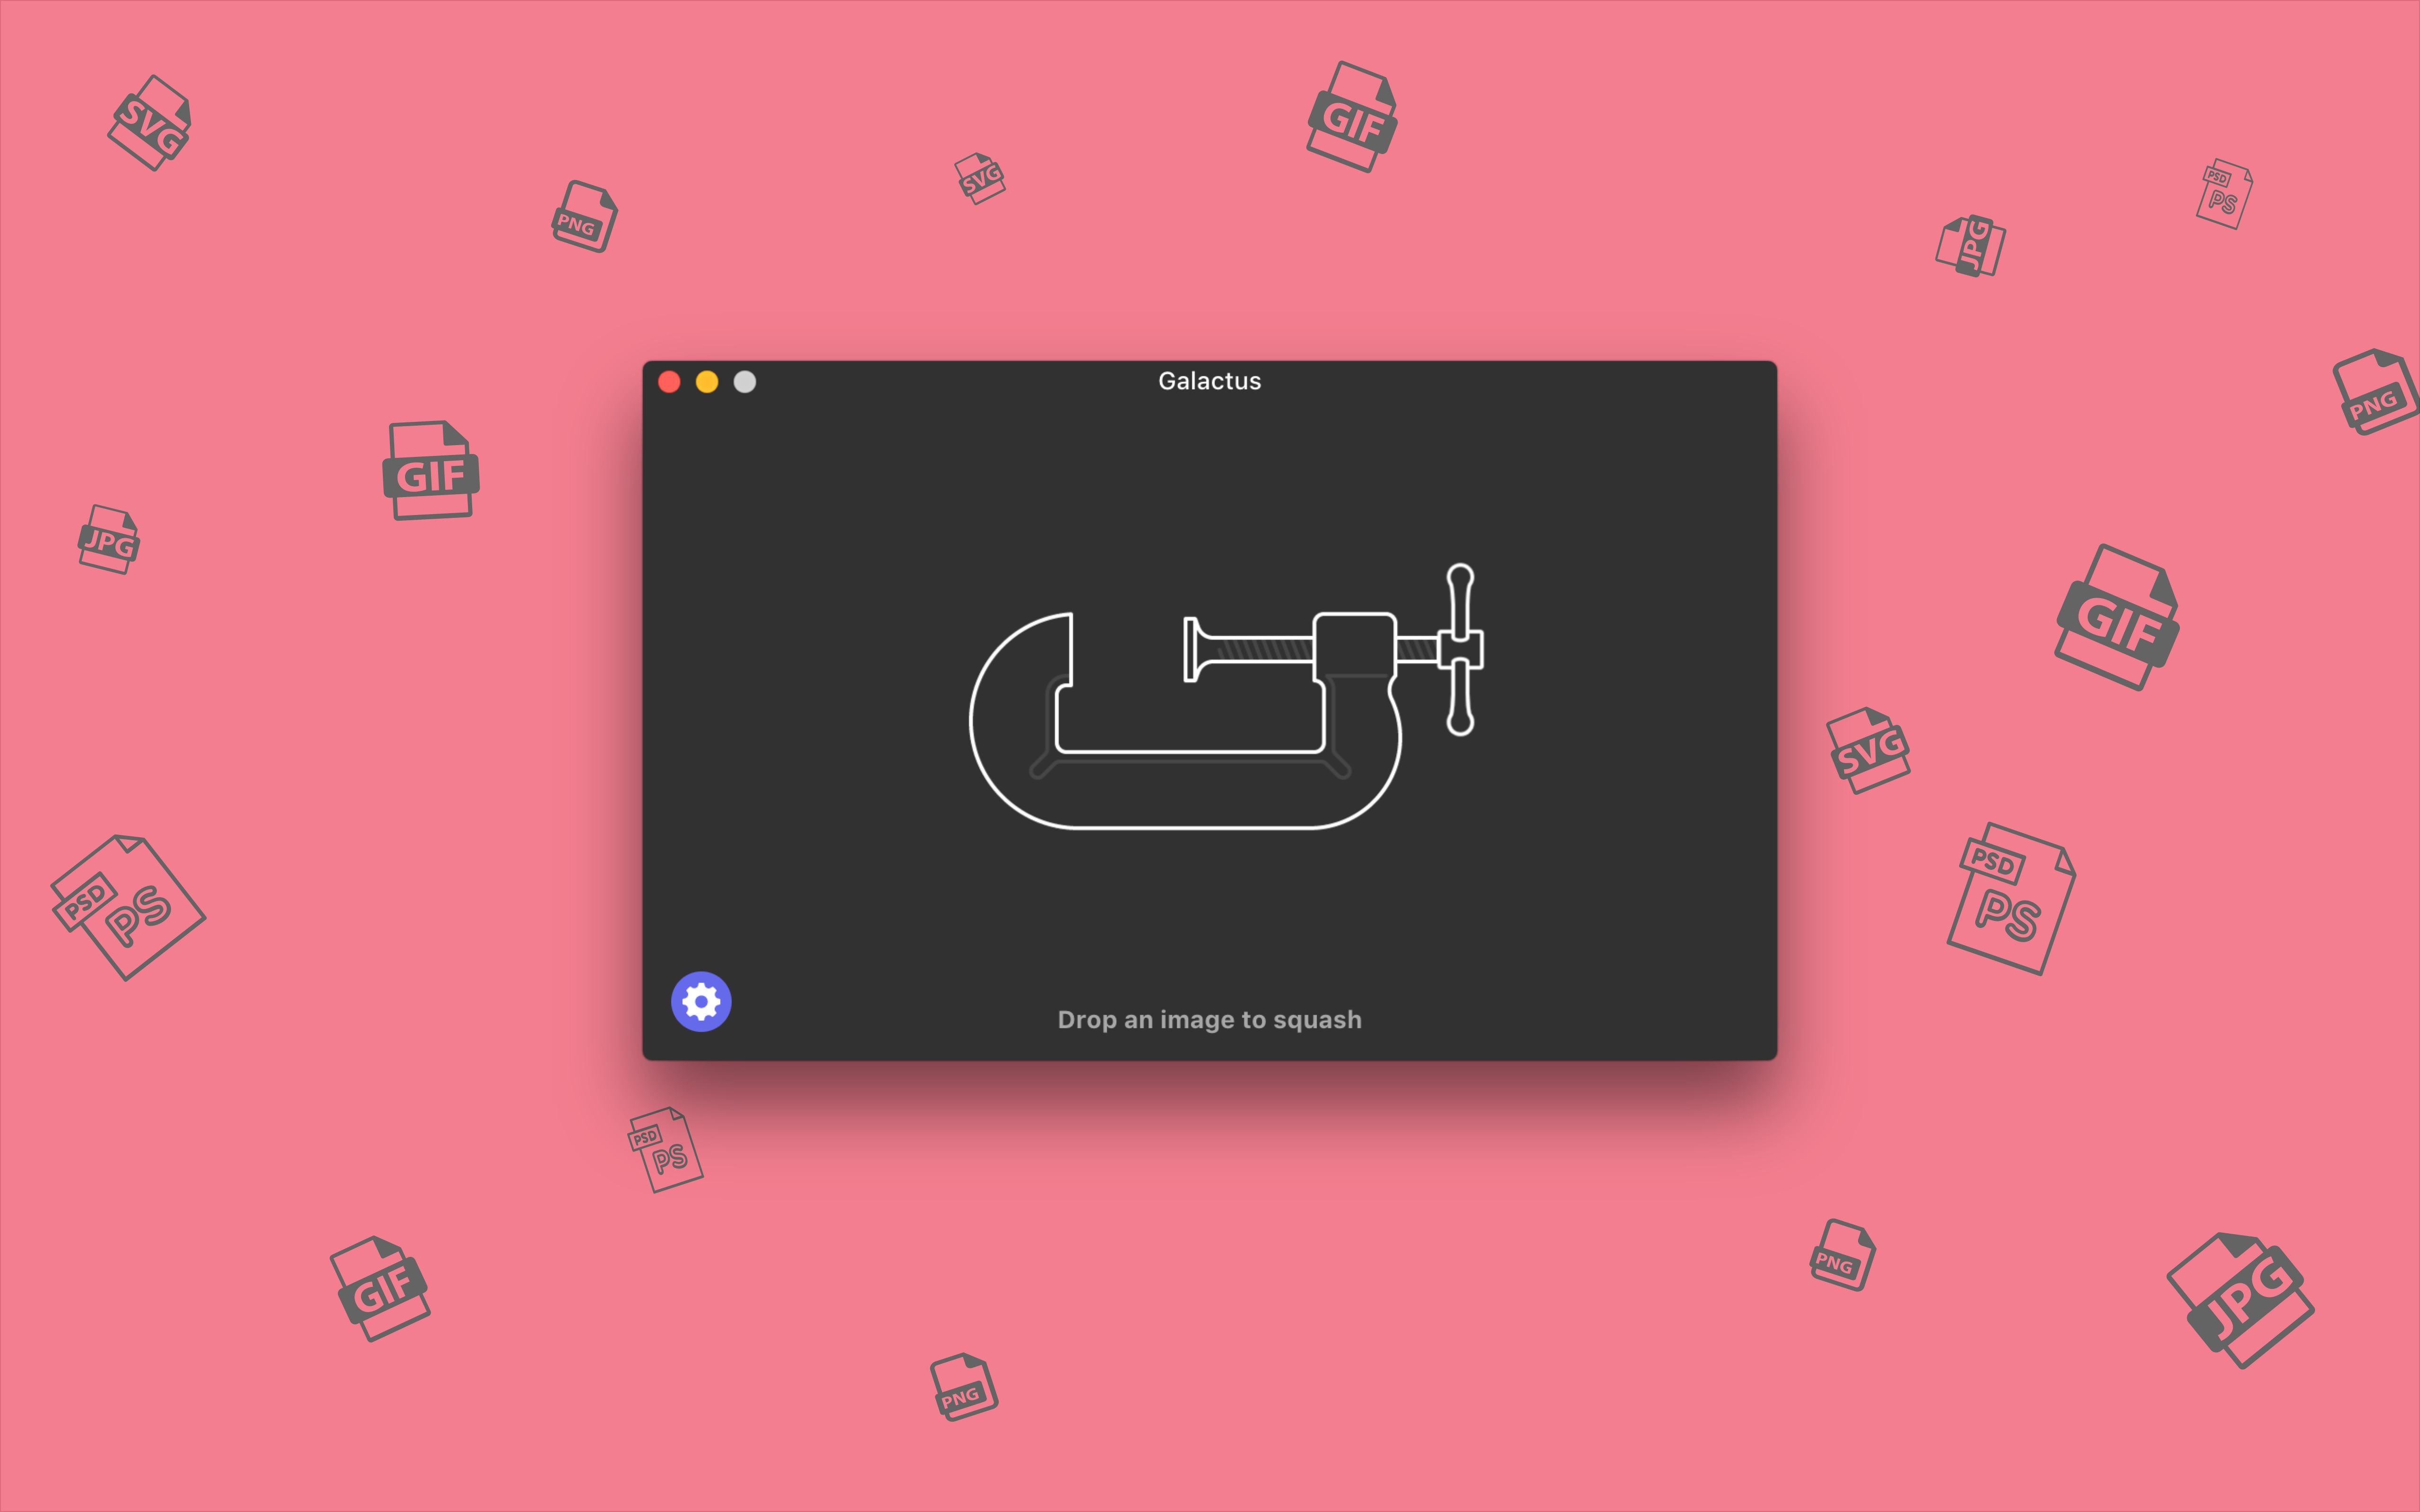 SVG
GIF
SVG
PSD
PS
PNG
JPG
Galactus
PNG
GIF
JPG
GIF
SVG
PSD
PS
PSD
PS
Drop an image to squash
PSD
PS
PNG
GIF
JPG
PNG